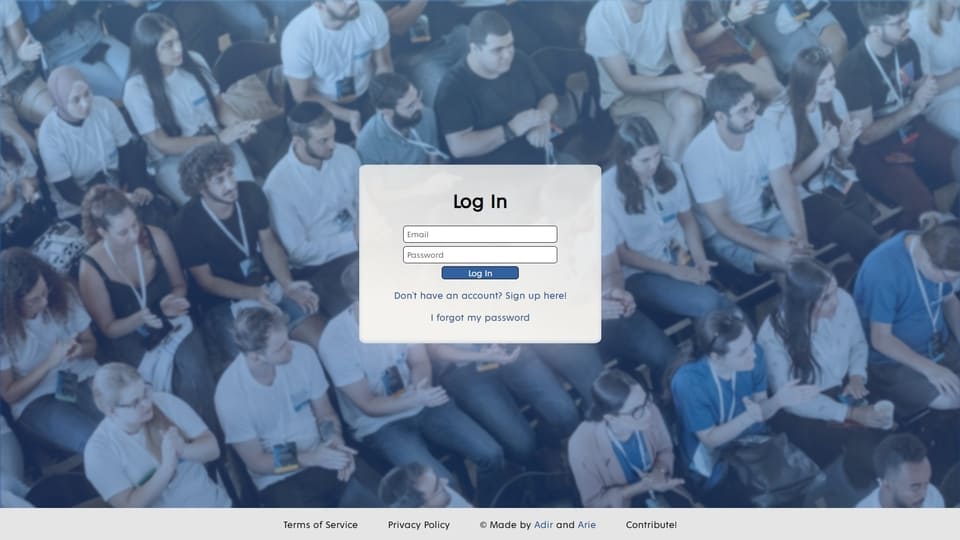 Log In
Email
Password
Log In
Don't have an account? Sign up here!
I forgot my password
Terms of Service
Privacy Policy
© Made by Adir and Arie
Contribute!